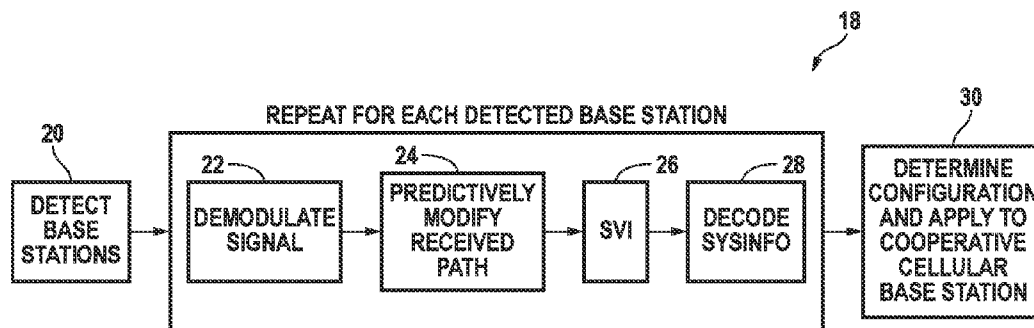 18
REPEAT FOR EACH DETECTED BASE STATION
20
DETECT
BASE
STATIONS
22
DEMODULATE
SIGNAL
24
PREDICTIVELY
MODIFY
RECEIVED
PATH
26
SVI
28
DECODE
SYSINFO
30
DETERMINE
CONFIGURATION
AND APPLY TO
COOPERATIVE
CELLULAR
BASE STATION